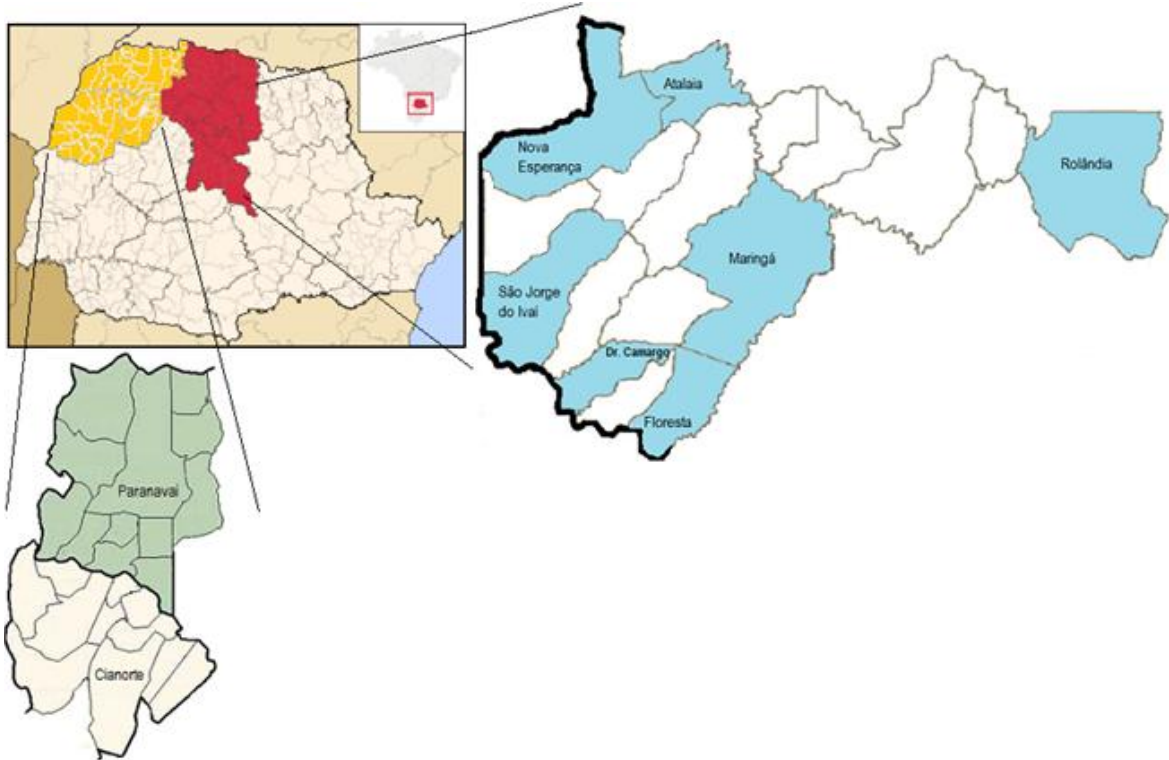 Atalaia
Nova
Esperança
Rolândia
Maringá
São Jorge
do Ivaí
Dr. Camargo
Floresta
Paranavaí
Cianorte